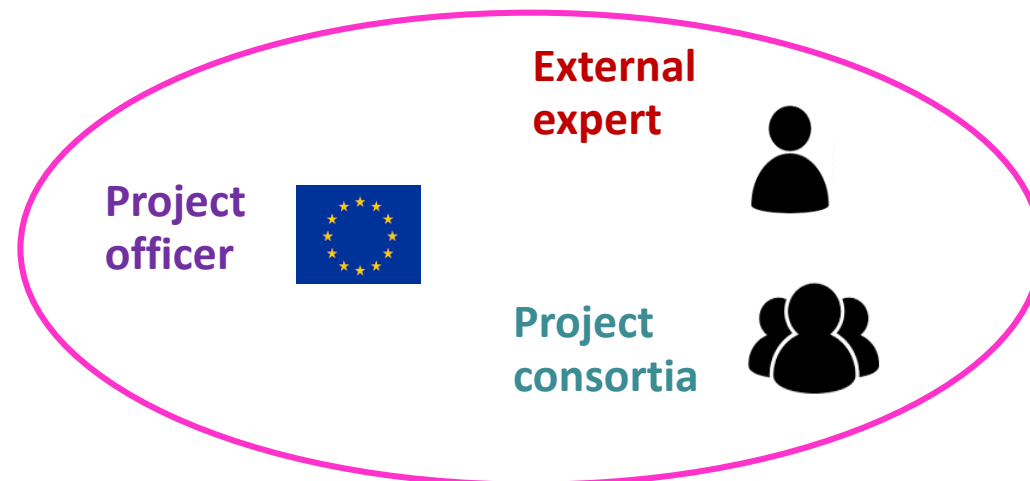 External
expert
Project
officer
Project
consortia